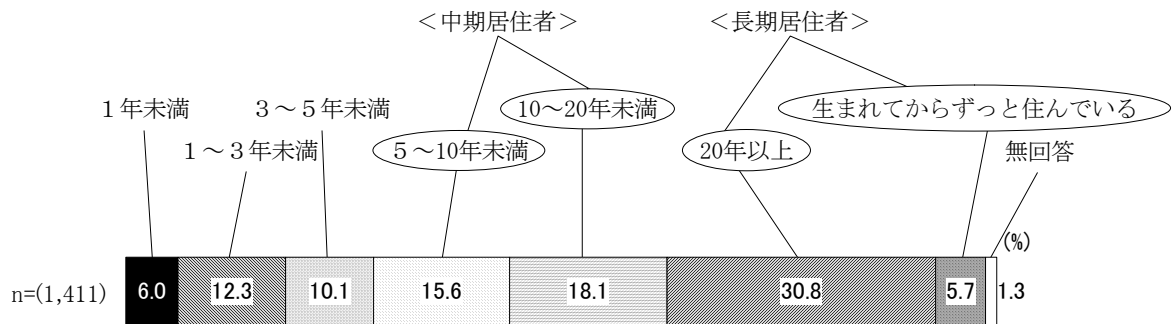 ＜中期居住者＞ ＜長期居住者＞
１年未満 ３～５年未満 10～20年未満 生まれてからずっと住んでいる
１～３年未満 ５～10年未満 20年以上 無回答
(%)
n=(1,411) 6.0 12.3 10.1 15.6 18.1 30.8 5.7 1.3